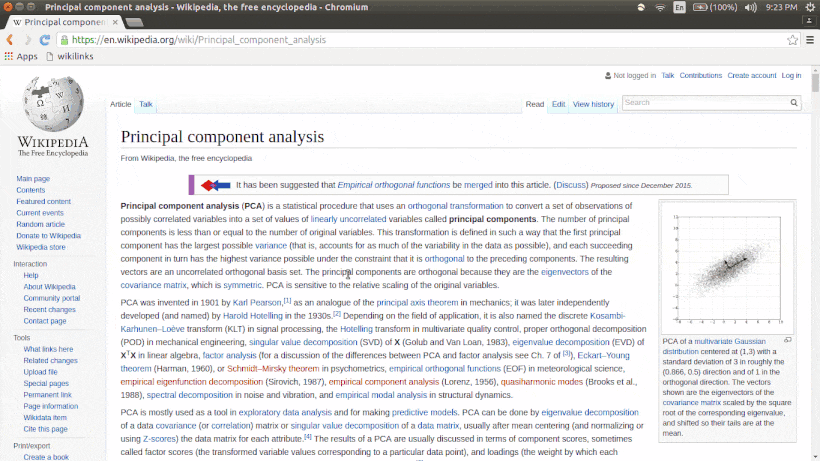 Principal component analysis - Wikipedia, the free encyclopedia - Chromium
En (100%) 9:23 PM
W Principal componen
https://en.wikipedia.org/wiki/Principal_component_analysis
Apps wikilinks
Not logged in Talk Contributions Create account Log in
Article Talk Read Edit View history Search
WIKIPEDIA
The Free Encyclopedia
Main page
Contents
Featured content
Current events
Random article
Donate to Wikipedia
Wikipedia store
Interaction
Help
About Wikipedia
Community portal
Recent changes
Contact page
Tools
What links here
Related changes
Upload file
Special pages
Permanent link
Page information
Wikidata item
Cite this page
Print/export
Create a book
Principal component analysis
From Wikipedia, the free encyclopedia
It has been suggested that Empirical orthogonal functions be merged into this article. (Discuss) Proposed since December 2015.
Principal component analysis (PCA) is a statistical procedure that uses an orthogonal transformation to convert a set of observations of
possibly correlated variables into a set of values of linearly uncorrelated variables called principal components. The number of principal
components is less than or equal to the number of original variables. This transformation is defined in such a way that the first principal
component has the largest possible variance (that is, accounts for as much of the variability in the data as possible), and each succeeding
component in turn has the highest variance possible under the constraint that it is orthogonal to the preceding components. The resulting
vectors are an uncorrelated orthogonal basis set. The principal components are orthogonal because they are the eigenvectors of the
covariance matrix, which is symmetric. PCA is sensitive to the relative scaling of the original variables.
PCA was invented in 1901 by Karl Pearson,[1] as an analogue of the principal axis theorem in mechanics; it was later independently
developed (and named) by Harold Hotelling in the 1930s.[2] Depending on the field of application, it is also named the discrete Kosambi-
Karhunen–Loève transform (KLT) in signal processing, the Hotelling transform in multivariate quality control, proper orthogonal decomposition
(POD) in mechanical engineering, singular value decomposition (SVD) of X (Golub and Van Loan, 1983), eigenvalue decomposition (EVD) of
XᵀX in linear algebra, factor analysis (for a discussion of the differences between PCA and factor analysis see Ch. 7 of [3]), Eckart–Young
theorem (Harman, 1960), or Schmidt–Mirsky theorem in psychometrics, empirical orthogonal functions (EOF) in meteorological science,
empirical eigenfunction decomposition (Sirovich, 1987), empirical component analysis (Lorenz, 1956), quasiharmonic modes (Brooks et al.,
1988), spectral decomposition in noise and vibration, and empirical modal analysis in structural dynamics.
PCA is mostly used as a tool in exploratory data analysis and for making predictive models. PCA can be done by eigenvalue decomposition
of a data covariance (or correlation) matrix or singular value decomposition of a data matrix, usually after mean centering (and normalizing or
using Z-scores) the data matrix for each attribute.[4] The results of a PCA are usually discussed in terms of component scores, sometimes
called factor scores (the transformed variable values corresponding to a particular data point), and loadings (the weight by which each
PCA of a multivariate Gaussian
distribution centered at (1,3) with a
standard deviation of 3 in roughly the
(0.866, 0.5) direction and of 1 in the
orthogonal direction. The vectors
shown are the eigenvectors of the
covariance matrix scaled by the square
root of the corresponding eigenvalue,
and shifted so their tails are at the
mean.